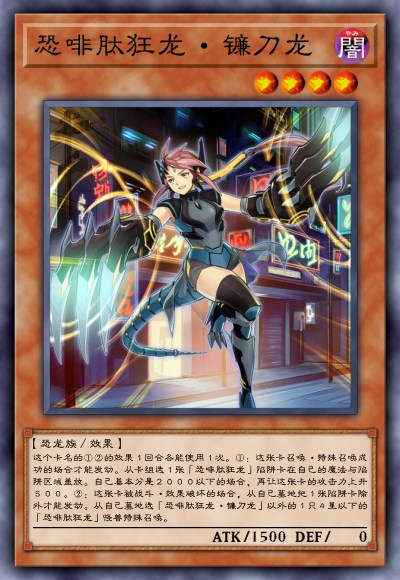 恐啡肽狂龙·镰刀龙
やみ
闇
【恐龙族／效果】
这个卡名的①②的效果1回合各能使用1次。①：这张卡召唤·特殊召唤成
功的场合才能发动。从卡组选1张「恐啡肽狂龙」陷阱卡在自己的魔法与陷
阱区域盖放。自己基本分是2000以下的场合，再让这张卡的攻击力上升
500。②：这张卡被战斗·效果破坏的场合，从自己墓地把1张陷阱卡除
外才能发动。从自己墓地选「恐啡肽狂龙·镰刀龙」以外的1只4星以下的
「恐啡肽狂龙」怪兽特殊召唤。
ATK/1500 DEF/ 0